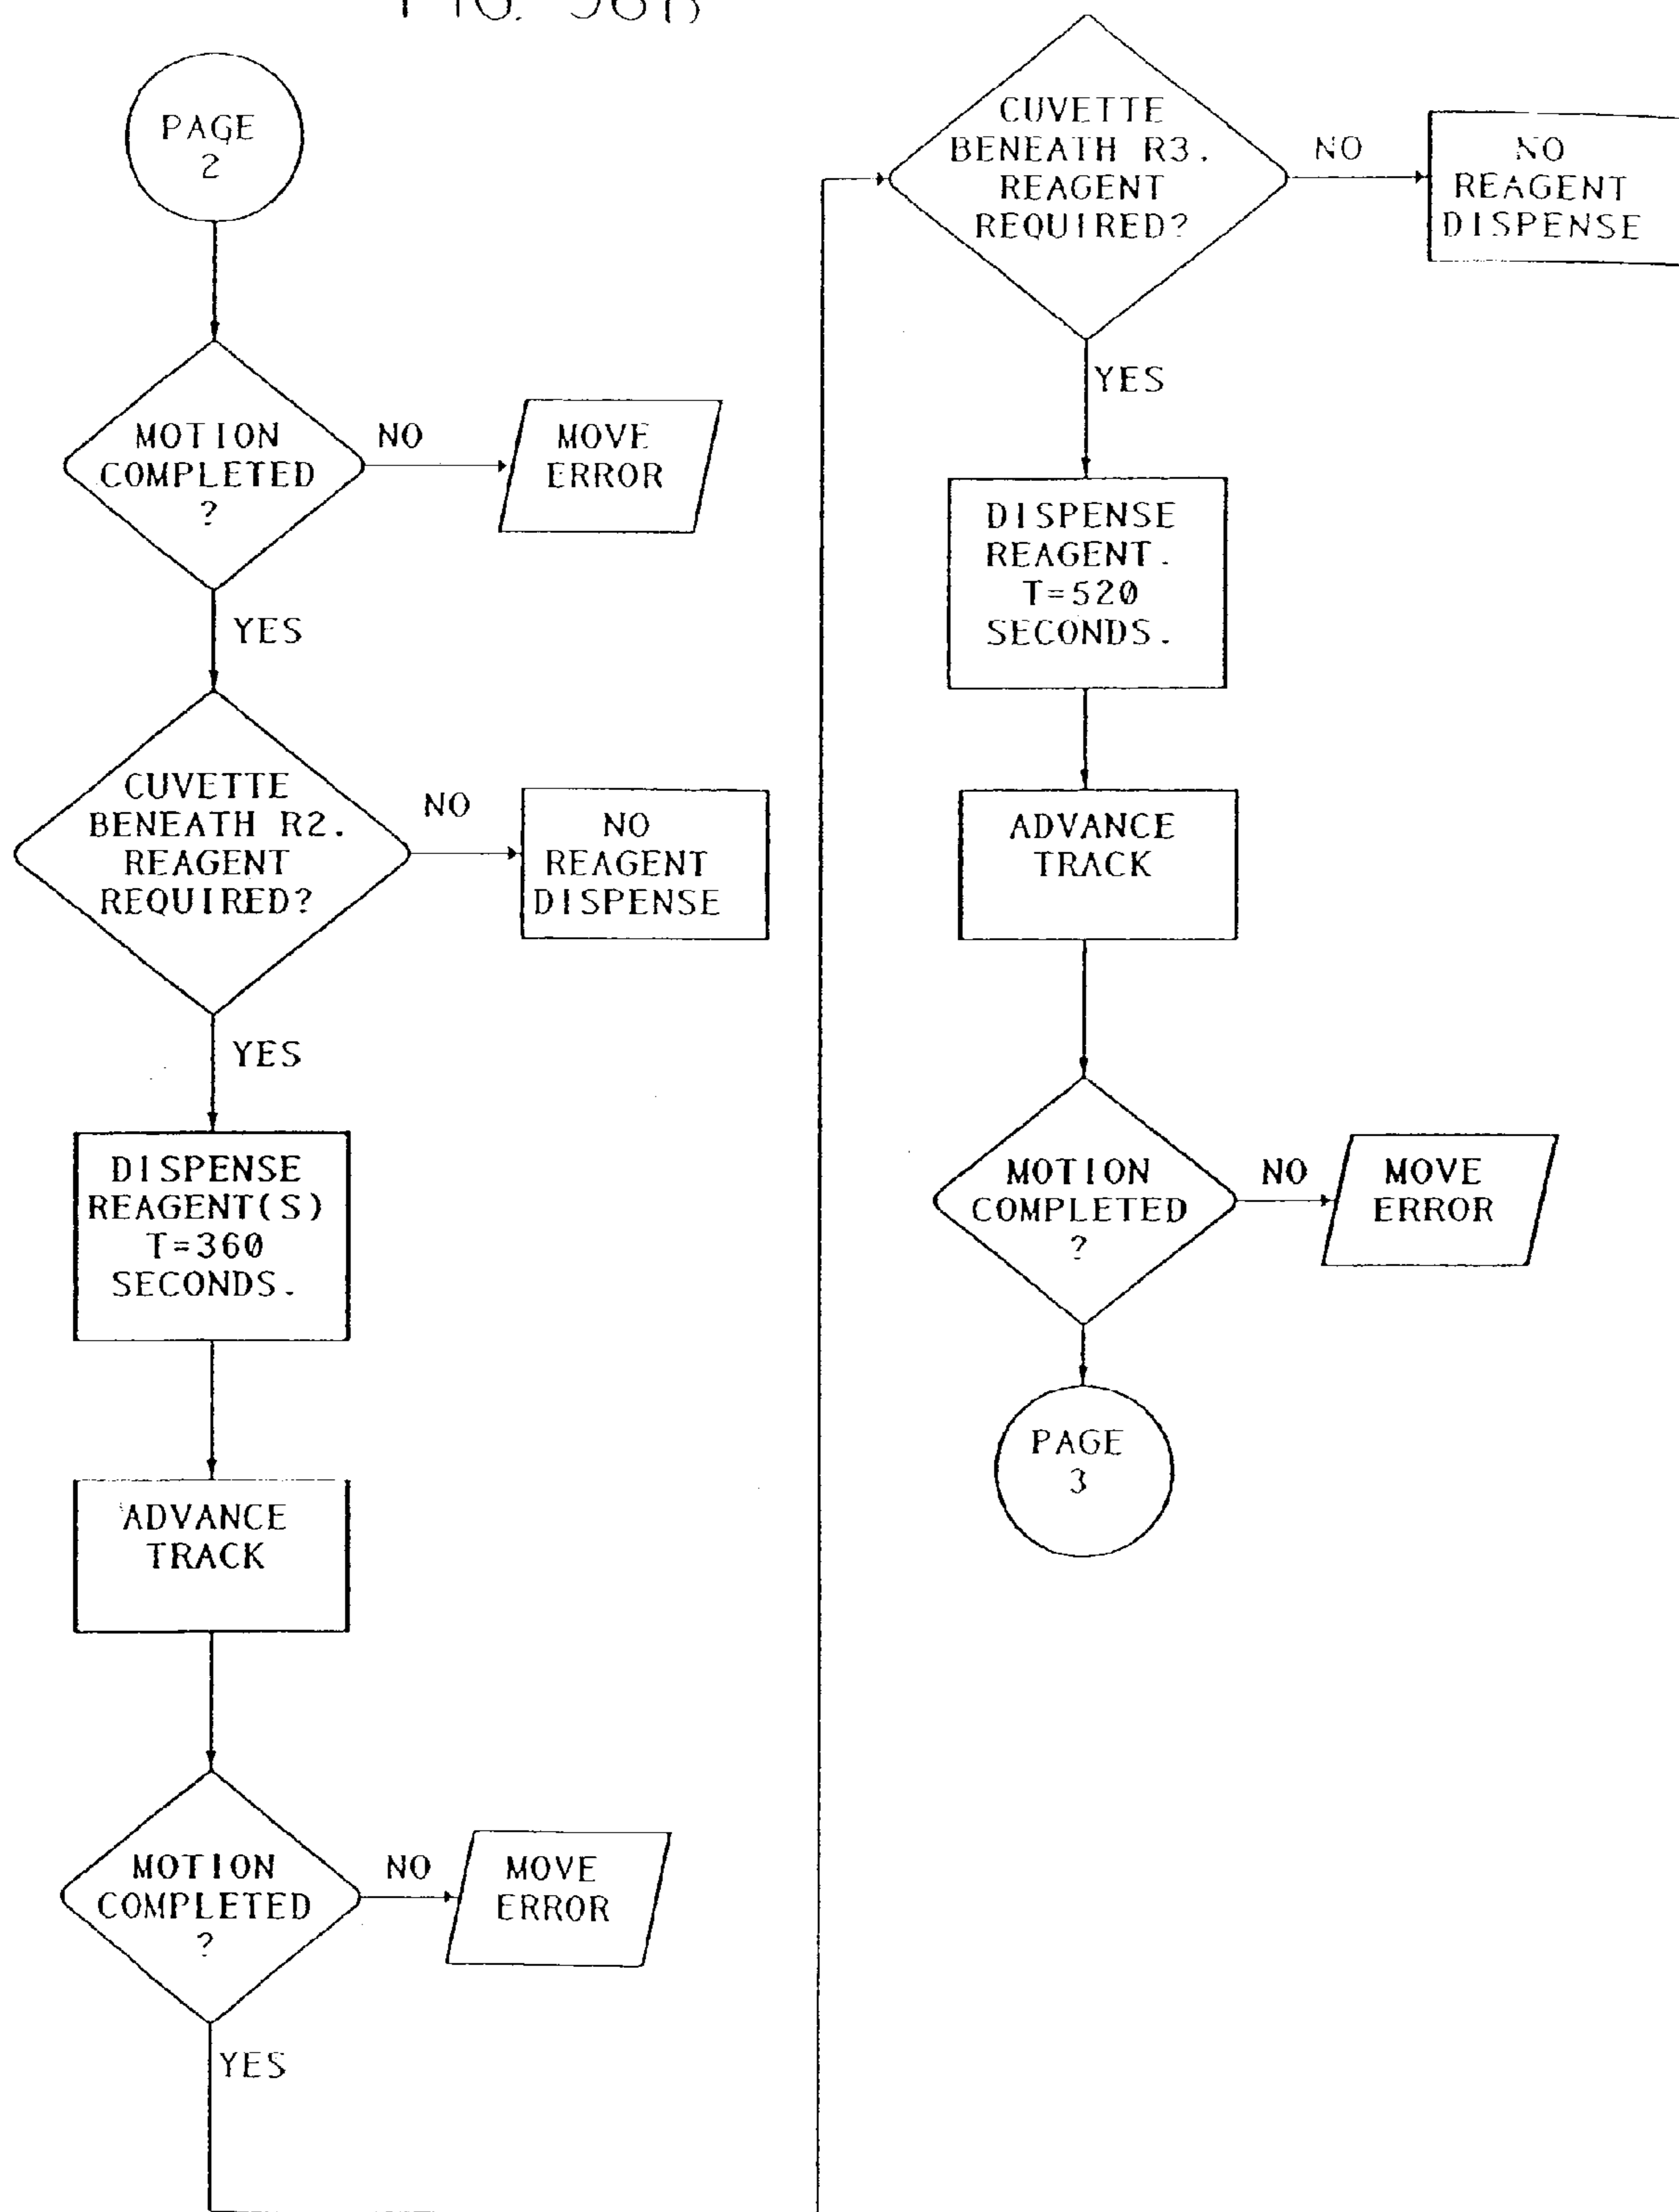 PAGE
2
MOTION
COMPLETED
?
NO
MOVE
ERROR
YES
CUVETTE
BENEATH R2.
REAGENT
REQUIRED?
NO
NO
REAGENT
DISPENSE
YES
DISPENSE
REAGENT(S)
T=360
SECONDS.
ADVANCE
TRACK
MOTION
COMPLETED
?
NO
MOVE
ERROR
YES
CUVETTE
BENEATH R3.
REAGENT
REQUIRED?
NO
NO
REAGENT
DISPENSE
YES
DISPENSE
REAGENT.
T=520
SECONDS.
ADVANCE
TRACK
MOTION
COMPLETED
?
NO
MOVE
ERROR
PAGE
3